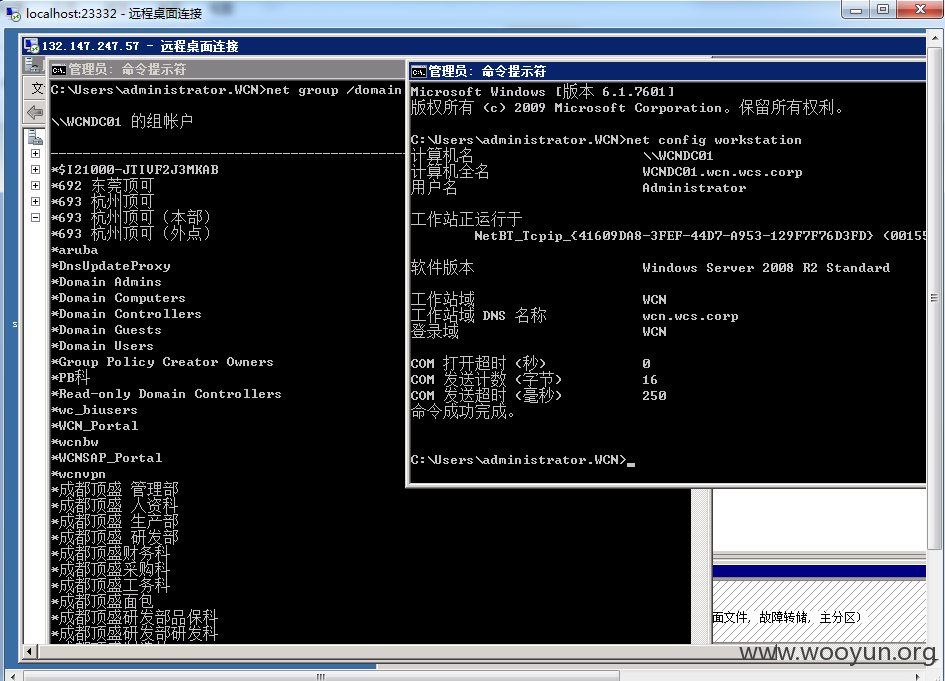 localhost:23332 - 远程桌面连接
132.147.247.57 - 远程桌面连接
管理员: 命令提示符
文
C:\Users\administrator.WCN>net group /domain
\\WCNDC01 的组帐户
-------------------------------------------
*$I21000-JTIVF2J3MKAB
*692 东莞顶可
*693 杭州顶可
*693 杭州顶可（本部）
*693 杭州顶可（外点）
*aruba
*DnsUpdateProxy
*Domain Admins
*Domain Computers
*Domain Controllers
*Domain Guests
*Domain Users
*Group Policy Creator Owners
*PB科
*Read-only Domain Controllers
*wc_biusers
*WCN_Portal
*wcnbw
*WCNSAP_Portal
*wcnvpn
*成都顶盛 管理部
*成都顶盛 人资科
*成都顶盛 生产部
*成都顶盛 研发部
*成都顶盛财务科
*成都顶盛采购科
*成都顶盛工务科
*成都顶盛面包
*成都顶盛研发部品保科
*成都顶盛研发部研发科
管理员: 命令提示符
Microsoft Windows [版本 6.1.7601]
版权所有 (c) 2009 Microsoft Corporation。保留所有权利。
C:\Users\administrator.WCN>net config workstation
计算机名 \\WCNDC01
计算机全名 WCNDC01.wcn.wcs.corp
用户名 Administrator
工作站正运行于
NetBT_Tcpip_{41609DA8-3FEF-44D7-A953-129F7F76D3FD} (00155
软件版本 Windows Server 2008 R2 Standard
工作站域 WCN
工作站域 DNS 名称 wcn.wcs.corp
登录域 WCN
COM 打开超时 (秒) 0
COM 发送计数 (字节) 16
COM 发送超时 (毫秒) 250
命令成功完成。
C:\Users\administrator.WCN>_
s
面文件, 故障转储, 主分区)
www.wooyun.org